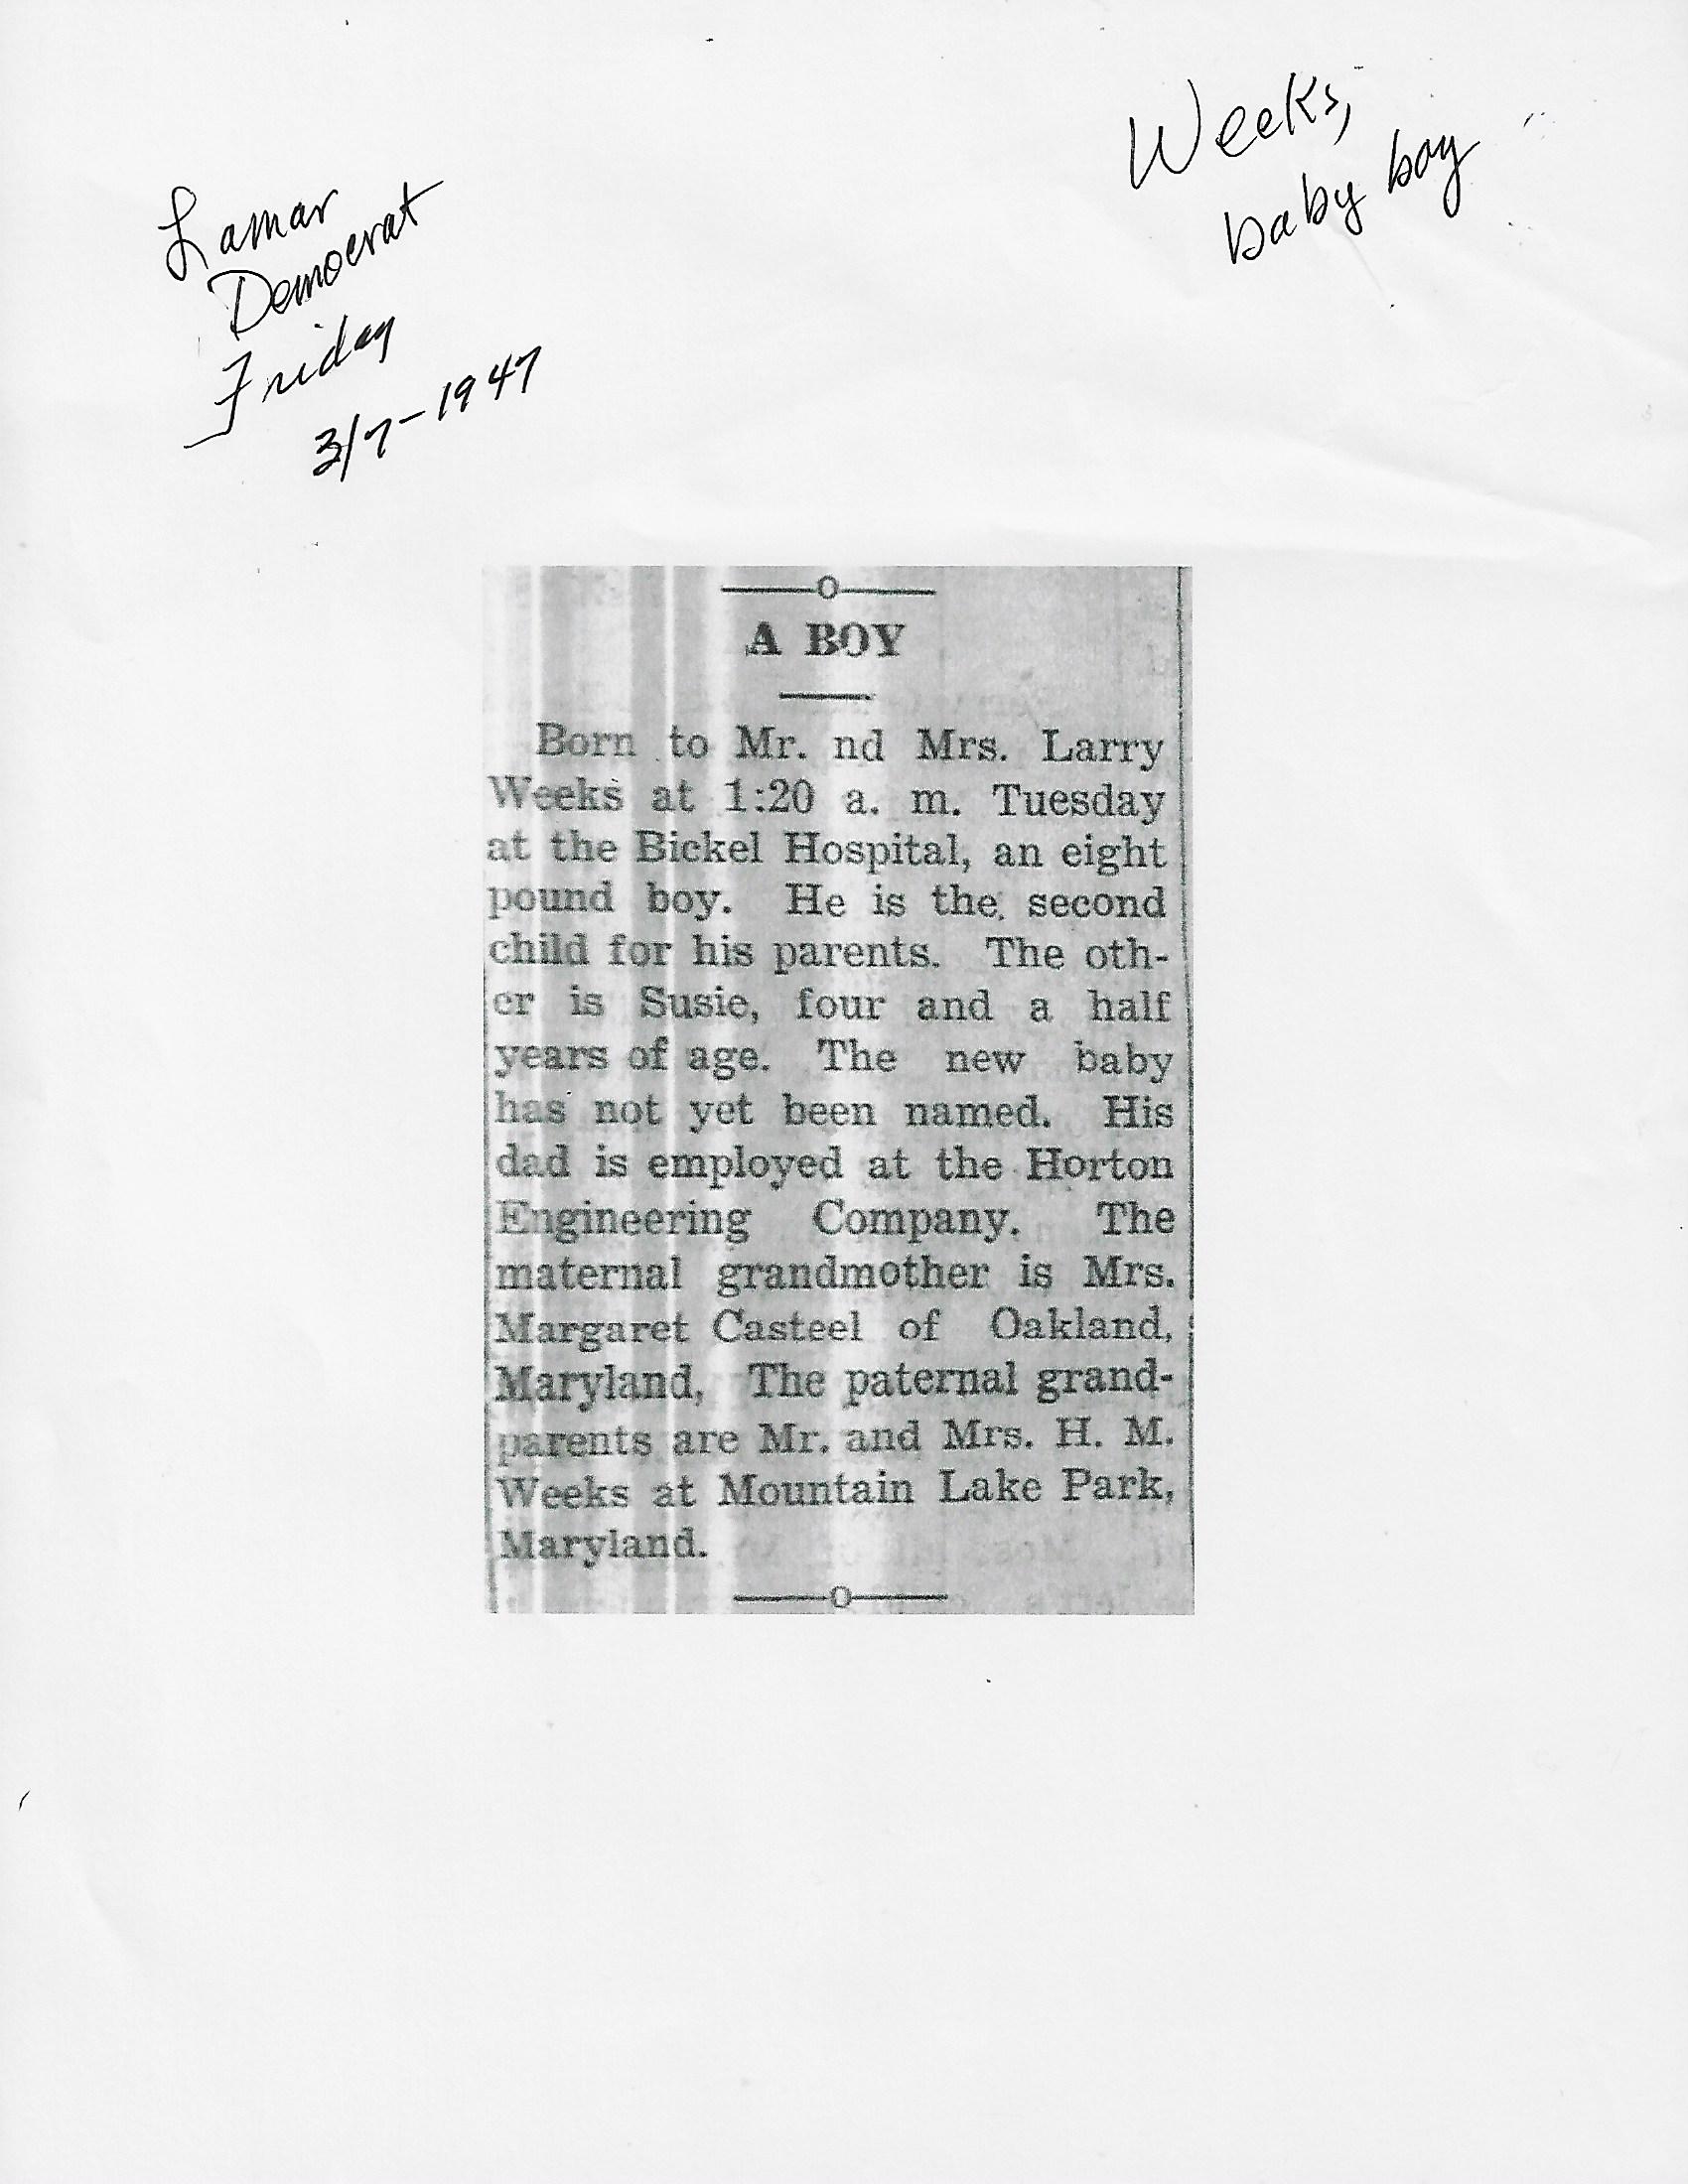 Weeks,
baby boy
Lamar
Democrat
Friday
3/7-1947
A BOY
Born to Mr. nd Mrs. Larry
Weeks at 1:20 a. m. Tuesday
at the Bickel Hospital, an eight
pound boy. He is the second
child for his parents. The oth-
er is Susie, four and a half
years of age. The new baby
has not yet been named. His
dad is employed at the Horton
Engineering Company. The
maternal grandmother is Mrs.
Margaret Casteel of Oakland,
Maryland, The paternal grand-
parents are Mr. and Mrs. H. M.
Weeks at Mountain Lake Park,
Maryland.